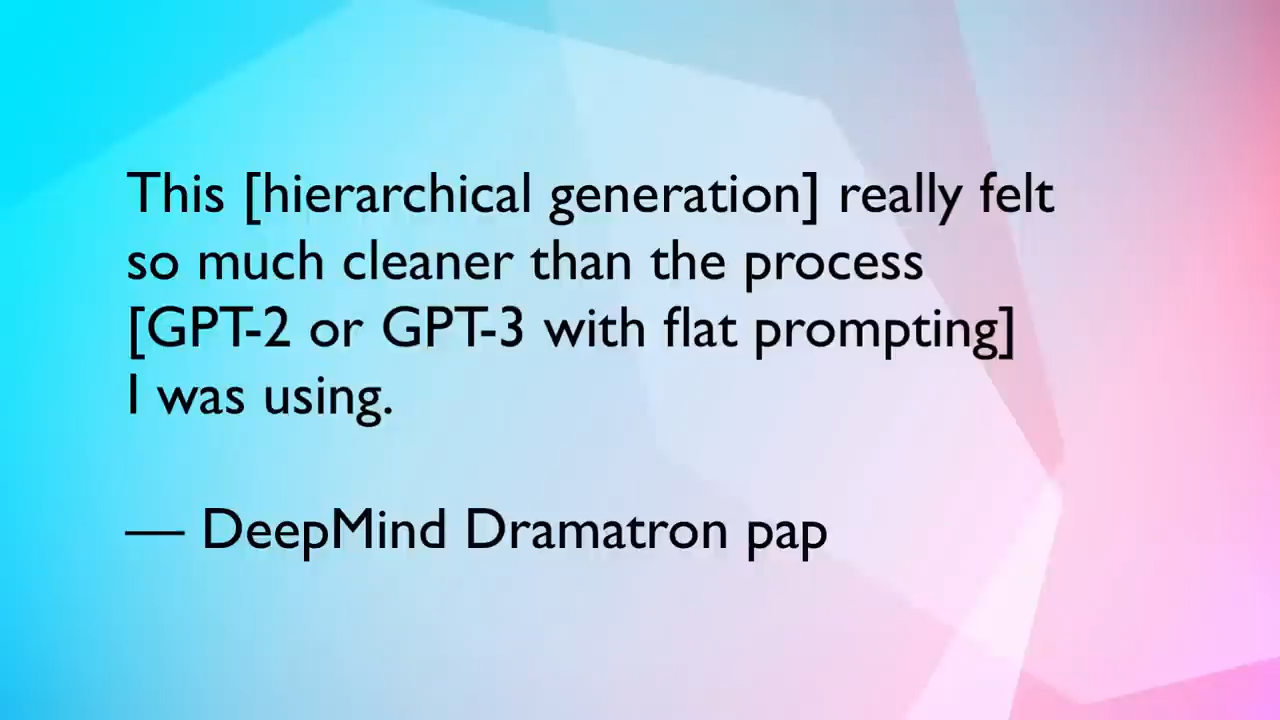 This [hierarchical generation] really felt
so much cleaner than the process
[GPT-2 or GPT-3 with flat prompting]
I was using.
— DeepMind Dramatron pap